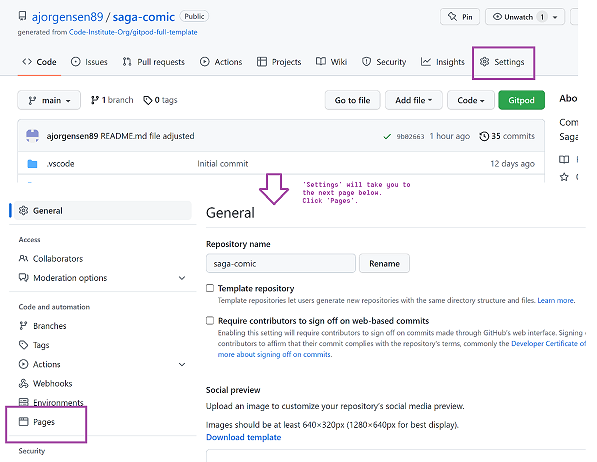 ajorgensen89 / saga-comic Public
Pin Unwatch 1
generated from Code-Institute-Org/gitpod-full-template
Code Issues Pull requests Actions Projects Wiki Security Insights Settings
main 1 branch 0 tags Go to file Add file Code Gitpod
Abo
ajorgensen89 README.md file adjusted 9b02663 1 hour ago 35 commits
Com
Saga
.vscode Initial commit 12 days ago
'Settings' will take you to
the next page below.
Click 'Pages'.
General
Access
Collaborators
Moderation options
Code and automation
Branches
Tags
Actions
Webhooks
Environments
Pages
Security
General
Repository name
saga-comic Rename
Template repository
Template repositories let users generate new repositories with the same directory structure and files. Learn more.
Require contributors to sign off on web-based commits
Enabling this setting will require contributors to sign off on commits made through GitHub's web interface. Signing
contributors to affirm that their commit complies with the repository's terms, commonly the Developer Certificate of
more about signing off on commits.
Social preview
Upload an image to customize your repository's social media preview.
Images should be at least 640×320px (1280×640px for best display).
Download template